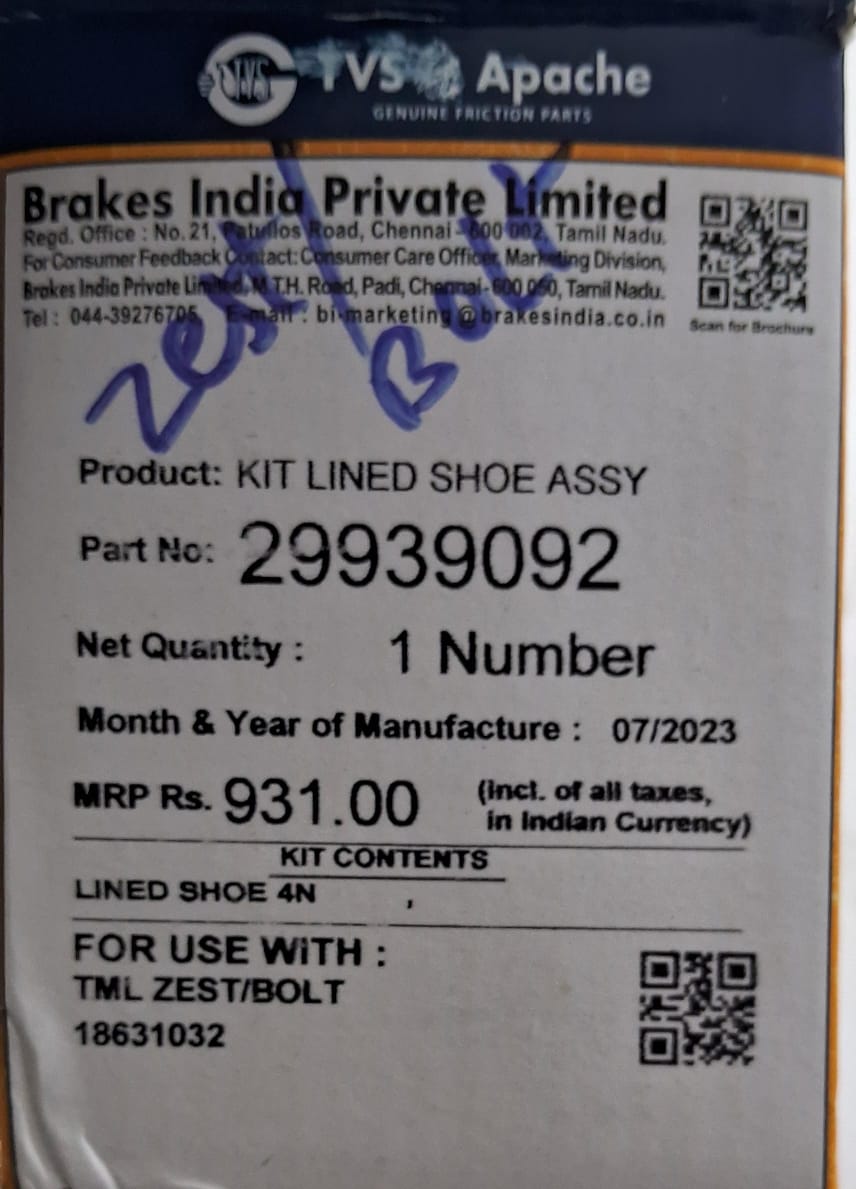 TVS Apache
GENUINE FRICTION PARTS
Brakes India Private Limited
Regd. Office : No. 21, Patullos Road, Chennai - 600 002, Tamil Nadu.
For Consumer Feedback Contact: Consumer Care Officer, Marketing Division,
Brakes India Private Limited, M.T.H. Road, Padi, Chennai - 600 050, Tamil Nadu.
Tel : 044-39276705, E-mail : bi-marketing @brakesindia.co.in
Scan for Brochure
Zest/
Bolt
Product: KIT LINED SHOE ASSY
Part No: 29939092
Net Quantity : 1 Number
Month & Year of Manufacture : 07/2023
MRP Rs. 931.00 (incl. of all taxes,
in Indian Currency)
KIT CONTENTS
LINED SHOE 4N ,
FOR USE WITH :
TML ZEST/BOLT
18631032